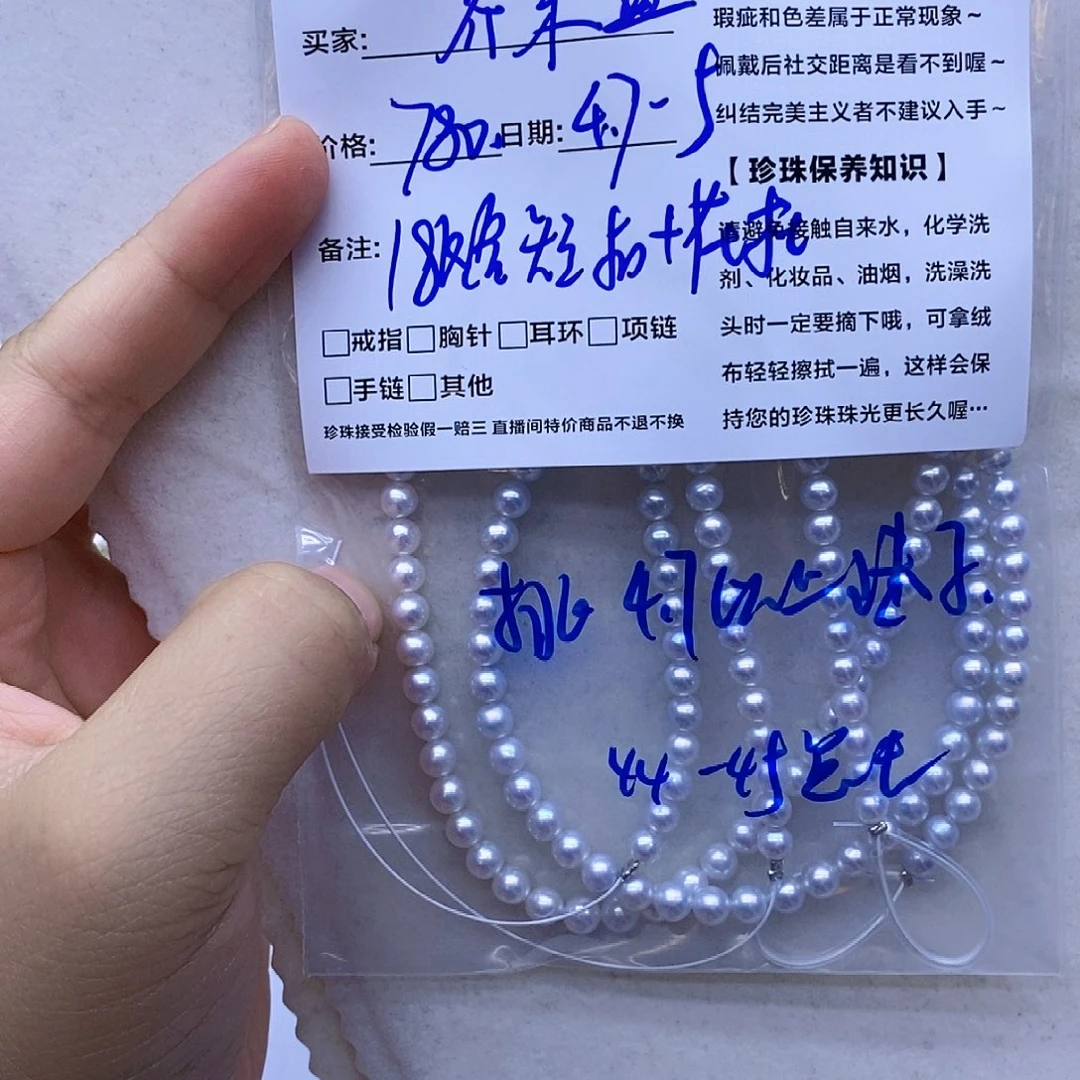 买家:
价格: 780. 日期: 4.7-5
备注: 18k
□戒指□胸针□耳环□项链
□手链□其他
珍珠接受检验假一赔三 直播间特价商品不退不换
瑕疵和色差属于正常现象~
佩戴后社交距离是看不到喔~
纠结完美主义者不建议入手~
【 珍珠保养知识 】
请避免接触自来水，化学洗
剂、化妆品、油烟，洗澡洗
头时一定要摘下哦，可拿绒
布轻轻擦拭一遍，这样会保
持您的珍珠珠光更长久喔…
4.7以上珠子.
44-45